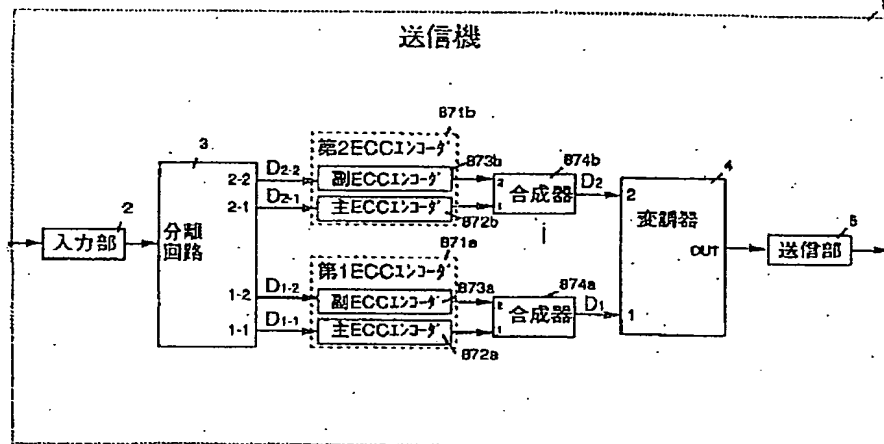 送信機
871b
第2ECCエンコーダ
873b
副ECCエンコーダ
主ECCエンコーダ
872b
874b
2
1
合成器
D2
i
3
2-2
D2-2
2-1
D2-1
分離
回路
1-2
D1-2
1-1
D1-1
2
入力部
871a
第1ECCエンコーダ
873a
副ECCエンコーダ
主ECCエンコーダ
872a
874a
2
1
合成器
D1
4
2
変調器
OUT
1
5
送信部